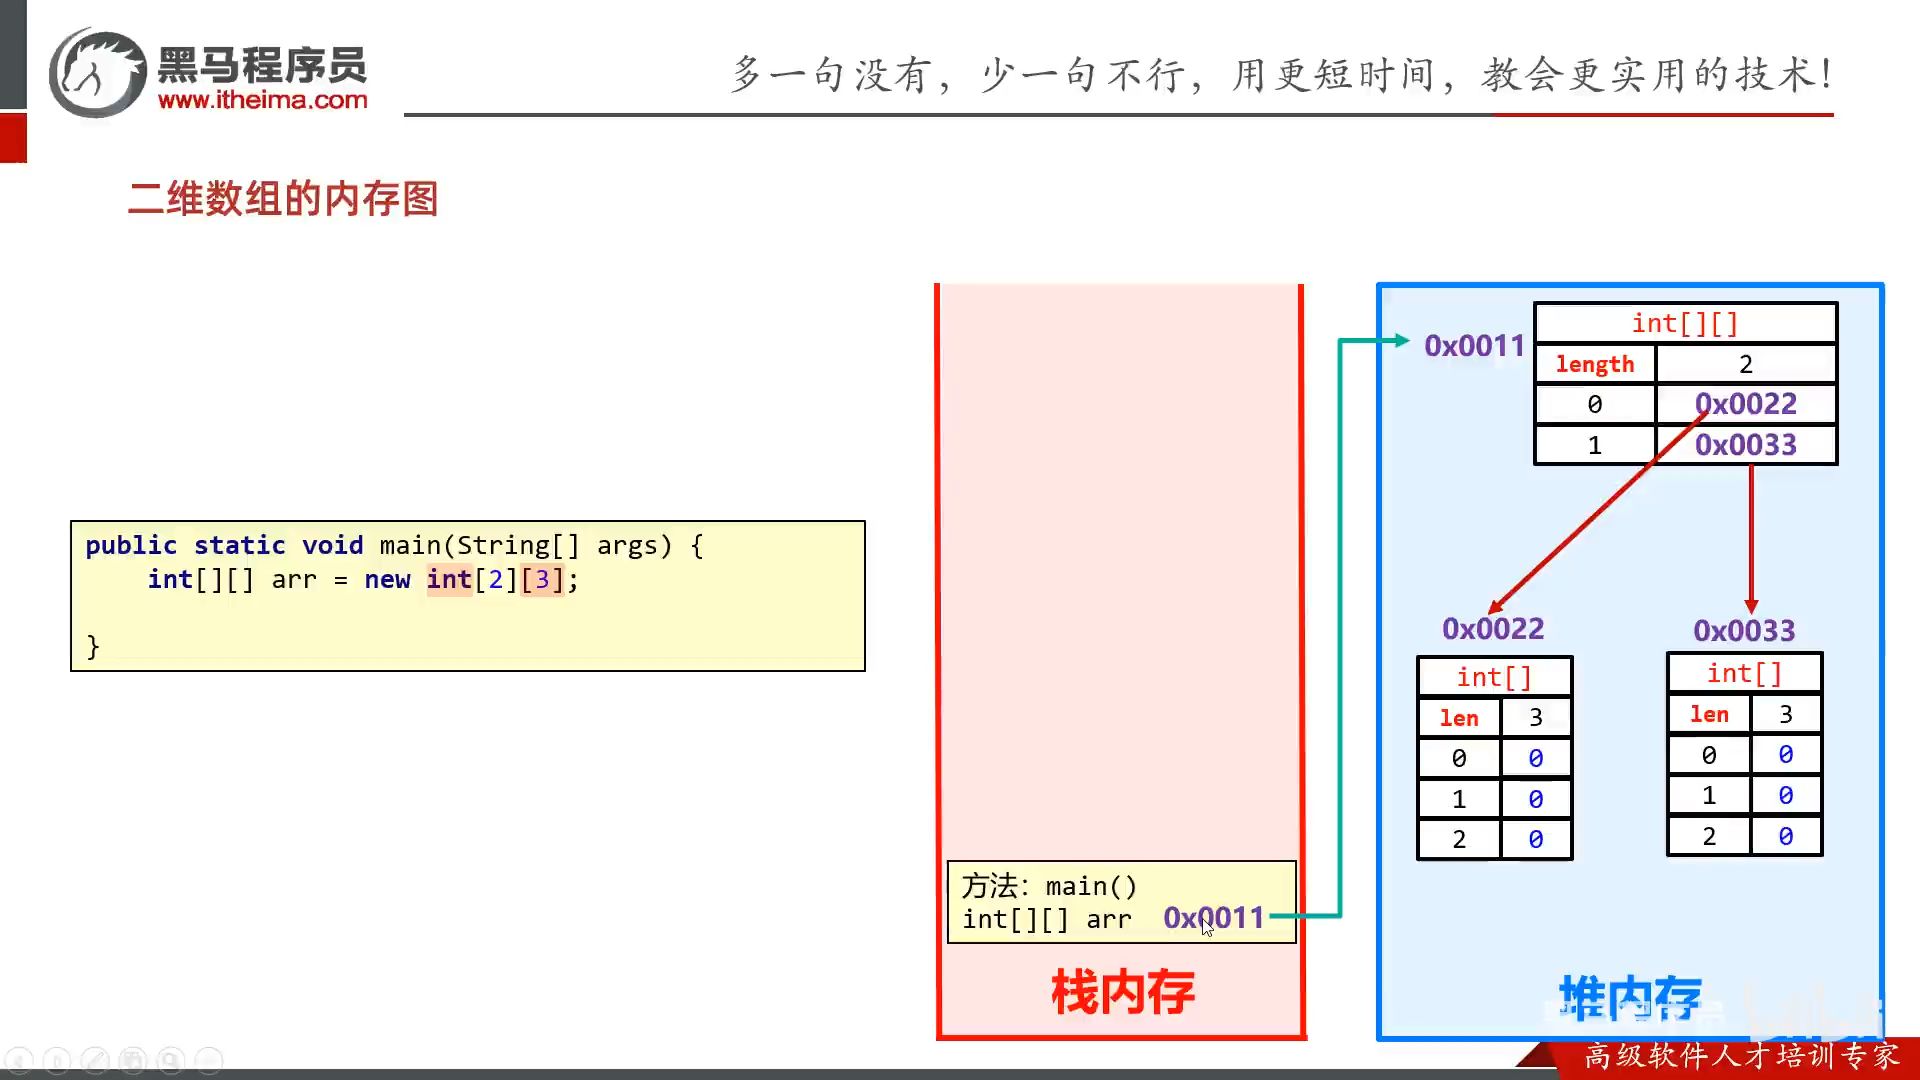 黑马程序员
www.itheima.com
多一句没有，少一句不行，用更短时间，教会更实用的技术！
二维数组的内存图
public static void main(String[] args) {
int[][] arr = new int[2][3];
}
方法：main()
int[][] arr 0x0011
栈内存
0x0011
int[][]
length 2
0 0x0022
1 0x0033
0x0022
int[]
len 3
0 0
1 0
2 0
0x0033
int[]
len 3
0 0
1 0
2 0
堆内存
高级软件人才培训专家